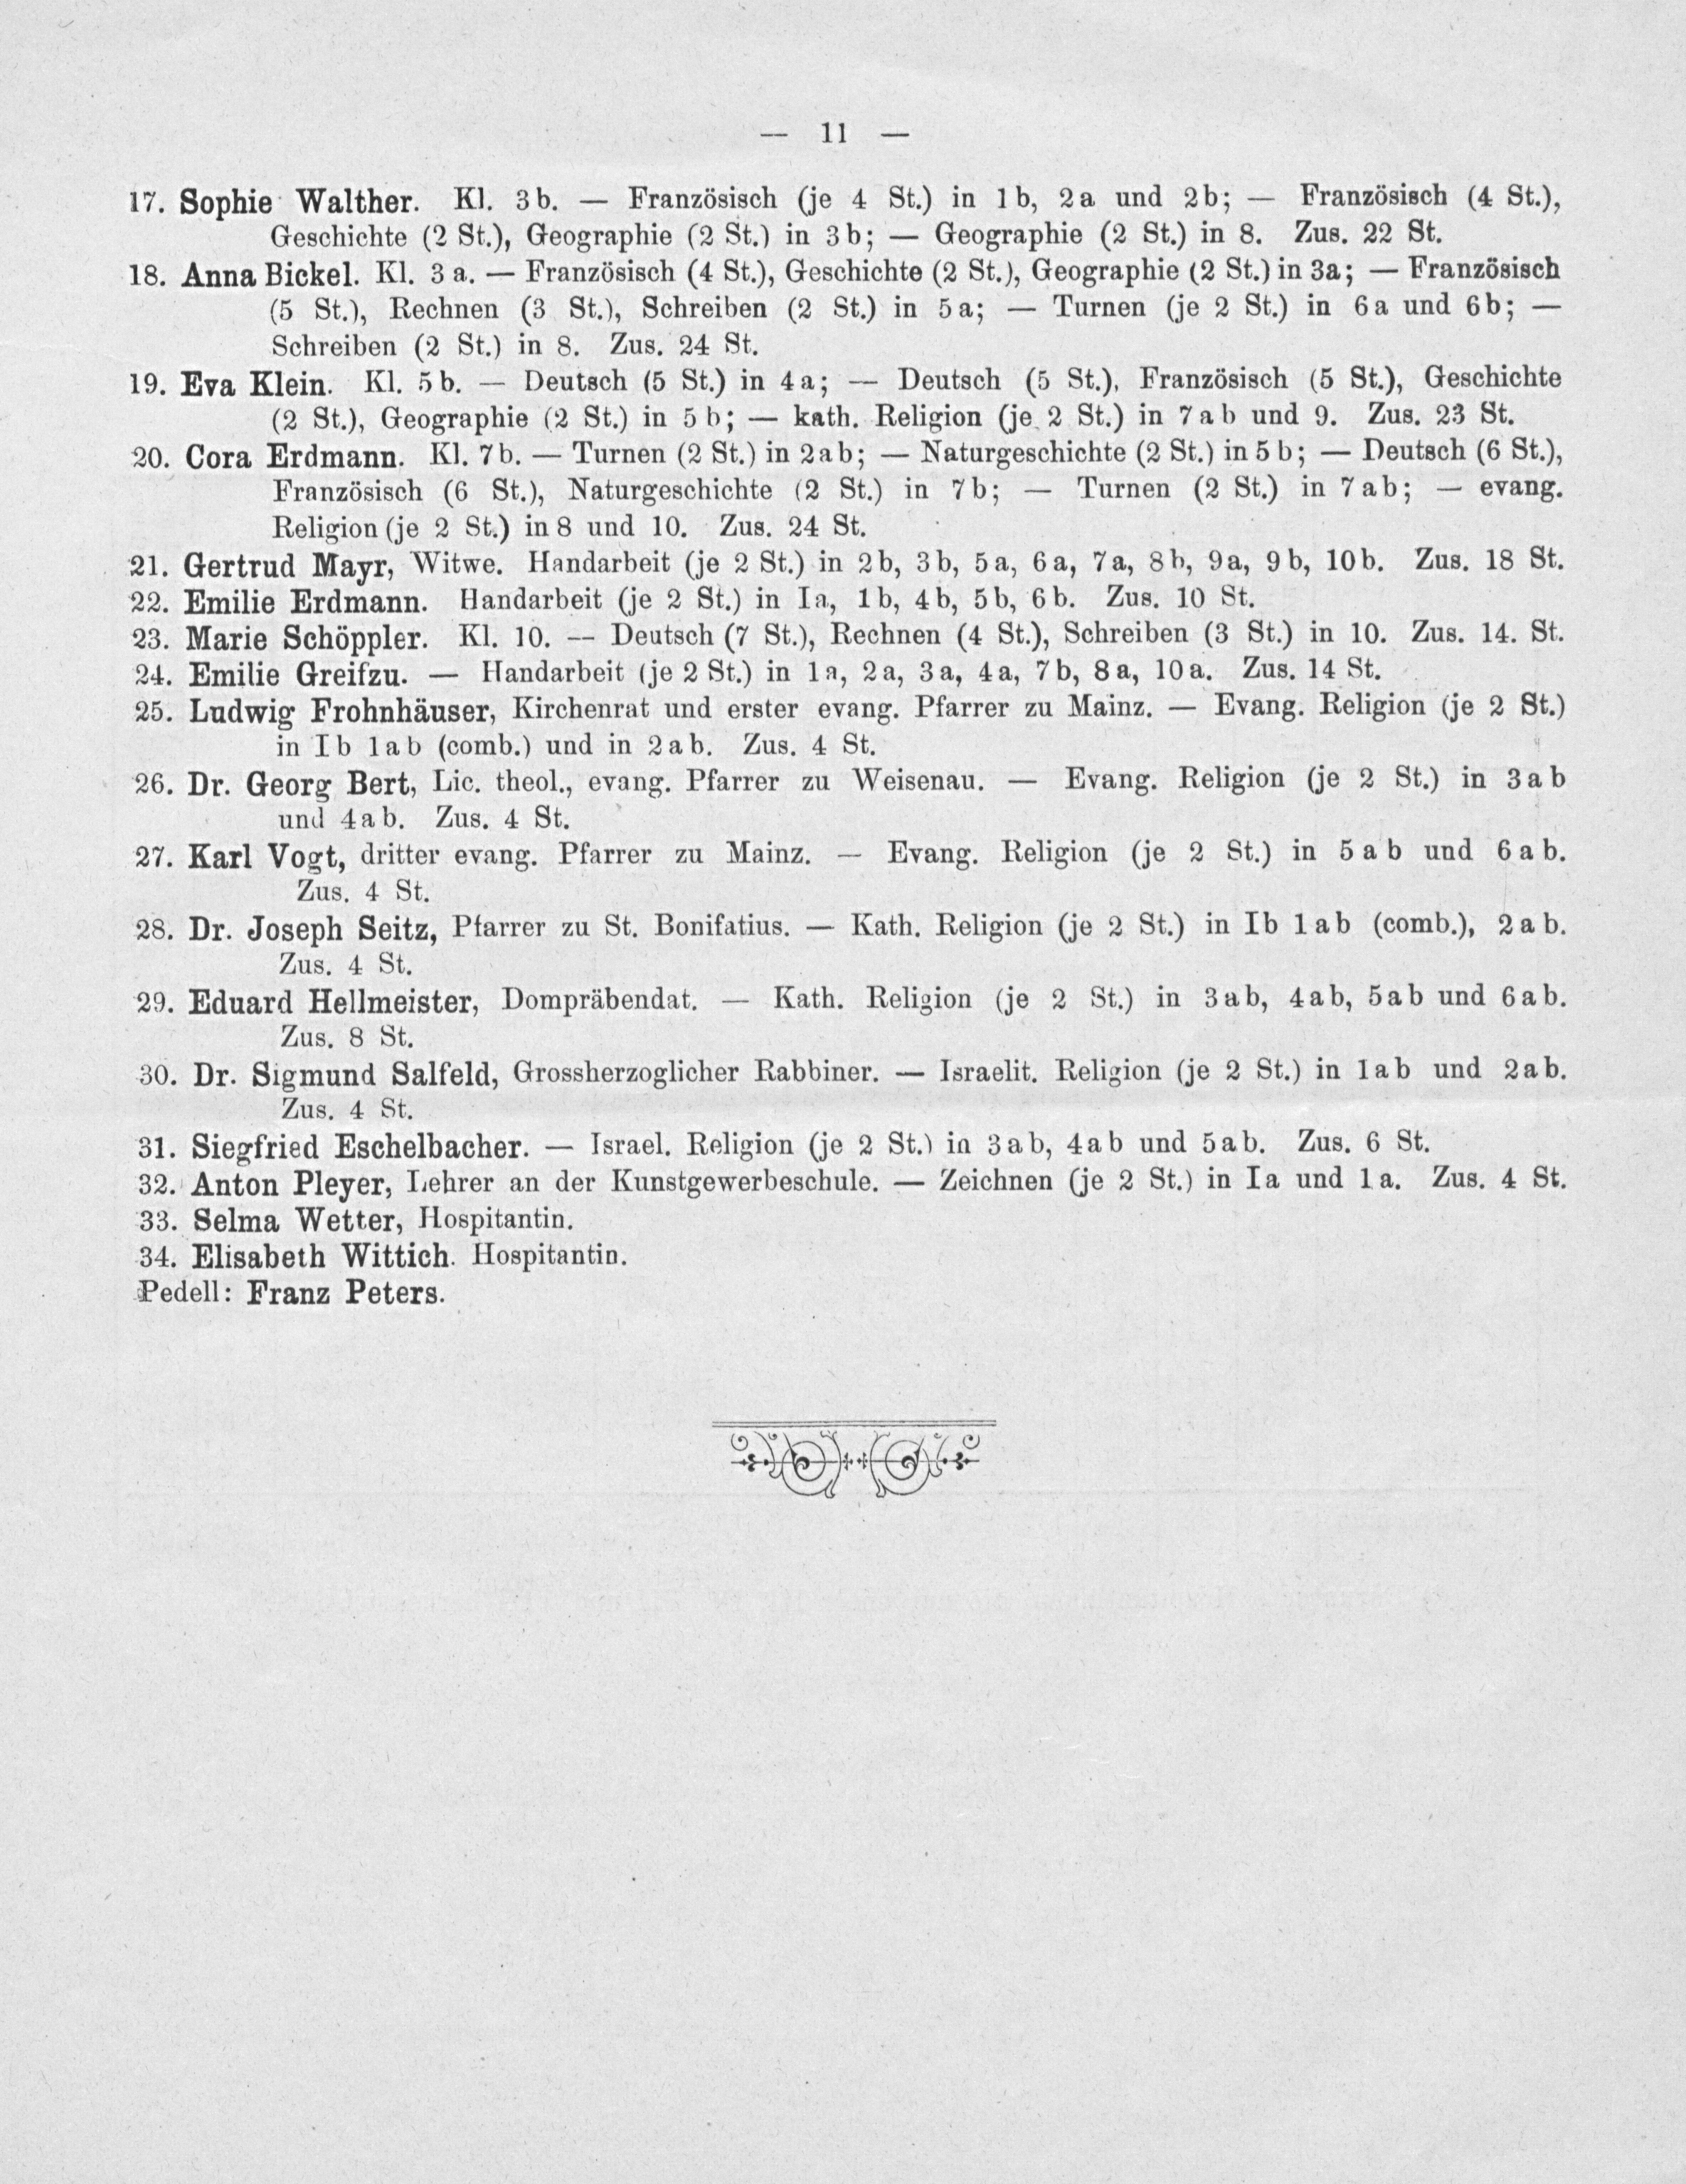 — 11 —
17. Sophie Walther. Kl. 3b. — Französisch (je 4 St.) in 1b, 2a und 2b; — Französisch (4 St.),
Geschichte (2 St.), Geographie (2 St.) in 3b; — Geographie (2 St.) in 8. Zus. 22 St.
18. Anna Bickel. Kl. 3a. — Französisch (4 St.), Geschichte (2 St.), Geographie (2 St.) in 3a; — Französisch
(5 St.), Rechnen (3 St.), Schreiben (2 St.) in 5a; — Turnen (je 2 St.) in 6a und 6b; —
Schreiben (2 St.) in 8. Zus. 24 St.
19. Eva Klein. Kl. 5b. — Deutsch (5 St.) in 4a; — Deutsch (5 St.), Französisch (5 St.), Geschichte
(2 St.), Geographie (2 St.) in 5b; — kath. Religion (je 2 St.) in 7ab und 9. Zus. 23 St.
20. Cora Erdmann. Kl. 7b. — Turnen (2 St.) in 2ab; — Naturgeschichte (2 St.) in 5b; — Deutsch (6 St.),
Französisch (6 St.), Naturgeschichte (2 St.) in 7b; — Turnen (2 St.) in 7ab; — evang.
Religion (je 2 St.) in 8 und 10. Zus. 24 St.
21. Gertrud Mayr, Witwe. Handarbeit (je 2 St.) in 2b, 3b, 5a, 6a, 7a, 8b, 9a, 9b, 10b. Zus. 18 St.
22. Emilie Erdmann. Handarbeit (je 2 St.) in Ia, 1b, 4b, 5b, 6b. Zus. 10 St.
23. Marie Schöppler. Kl. 10. — Deutsch (7 St.), Rechnen (4 St.), Schreiben (3 St.) in 10. Zus. 14. St.
24. Emilie Greifzu. — Handarbeit (je 2 St.) in 1a, 2a, 3a, 4a, 7b, 8a, 10a. Zus. 14 St.
25. Ludwig Frohnhäuser, Kirchenrat und erster evang. Pfarrer zu Mainz. — Evang. Religion (je 2 St.)
in Ib 1ab (comb.) und in 2ab. Zus. 4 St.
26. Dr. Georg Bert, Lic. theol., evang. Pfarrer zu Weisenau. — Evang. Religion (je 2 St.) in 3ab
und 4ab. Zus. 4 St.
27. Karl Vogt, dritter evang. Pfarrer zu Mainz. — Evang. Religion (je 2 St.) in 5ab und 6ab.
Zus. 4 St.
28. Dr. Joseph Seitz, Pfarrer zu St. Bonifatius. — Kath. Religion (je 2 St.) in Ib 1ab (comb.), 2ab.
Zus. 4 St.
29. Eduard Hellmeister, Dompräbendat. — Kath. Religion (je 2 St.) in 3ab, 4ab, 5ab und 6ab.
Zus. 8 St.
30. Dr. Sigmund Salfeld, Grossherzoglicher Rabbiner. — Israelit. Religion (je 2 St.) in 1ab und 2ab.
Zus. 4 St.
31. Siegfried Eschelbacher. — Israel. Religion (je 2 St.) in 3ab, 4ab und 5ab. Zus. 6 St.
32. Anton Pleyer, Lehrer an der Kunstgewerbeschule. — Zeichnen (je 2 St.) in Ia und 1a. Zus. 4 St.
33. Selma Wetter, Hospitantin.
34. Elisabeth Wittich. Hospitantin.
Pedell: Franz Peters.